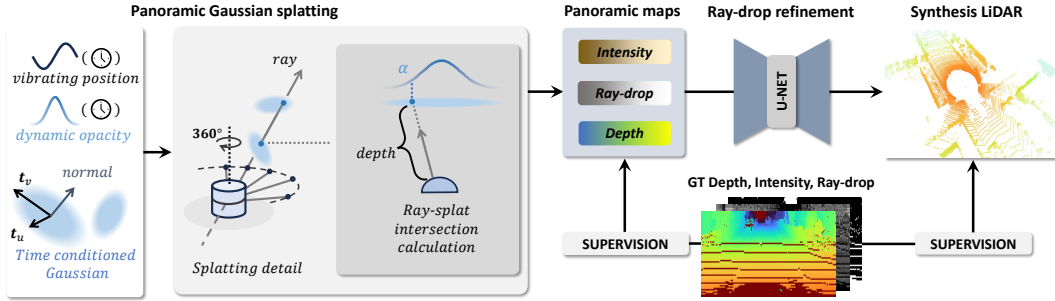 Panoramic Gaussian splatting
Panoramic maps
Ray-drop refinement
Synthesis LiDAR
( )
vibrating position
( )
dynamic opacity
t_v
normal
t_u
Time conditioned
Gaussian
360°
ray
Splatting detail
α
depth
Ray-splat
intersection
calculation
Intensity
Ray-drop
Depth
U-NET
GT Depth, Intensity, Ray-drop
SUPERVISION
SUPERVISION